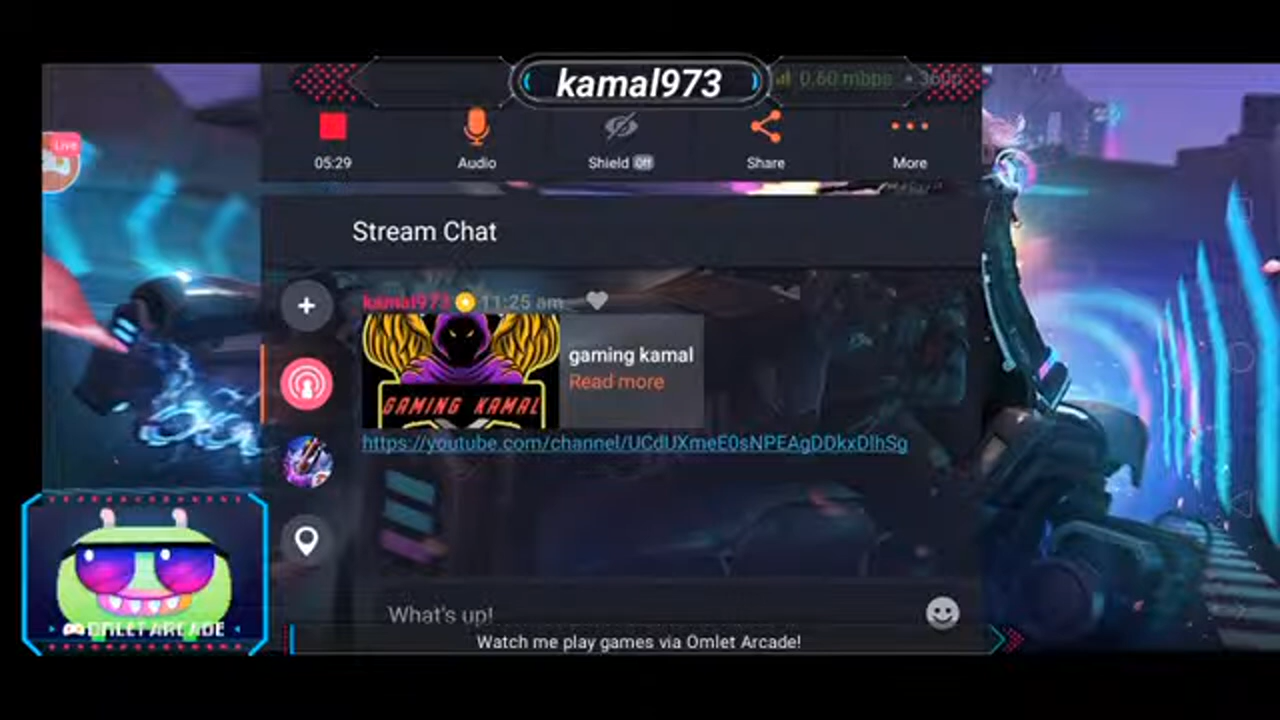 kamal973
0.60 mbps • 360p
Live
05:29
Audio
Shield Off
Share
More
Stream Chat
kamal973 11:25 am
gaming kamal
Read more
GAMING KAMAL
https://youtube.com/channel/UCdUXmeE0sNPEAgDDkxDlhSg
What's up!
OMLET ARCADE
Watch me play games via Omlet Arcade!